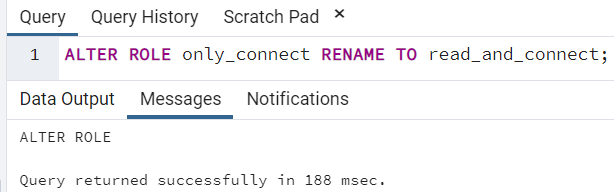 Query Query History Scratch Pad ×
1 ALTER ROLE only_connect RENAME TO read_and_connect;
Data Output Messages Notifications
ALTER ROLE
Query returned successfully in 188 msec.